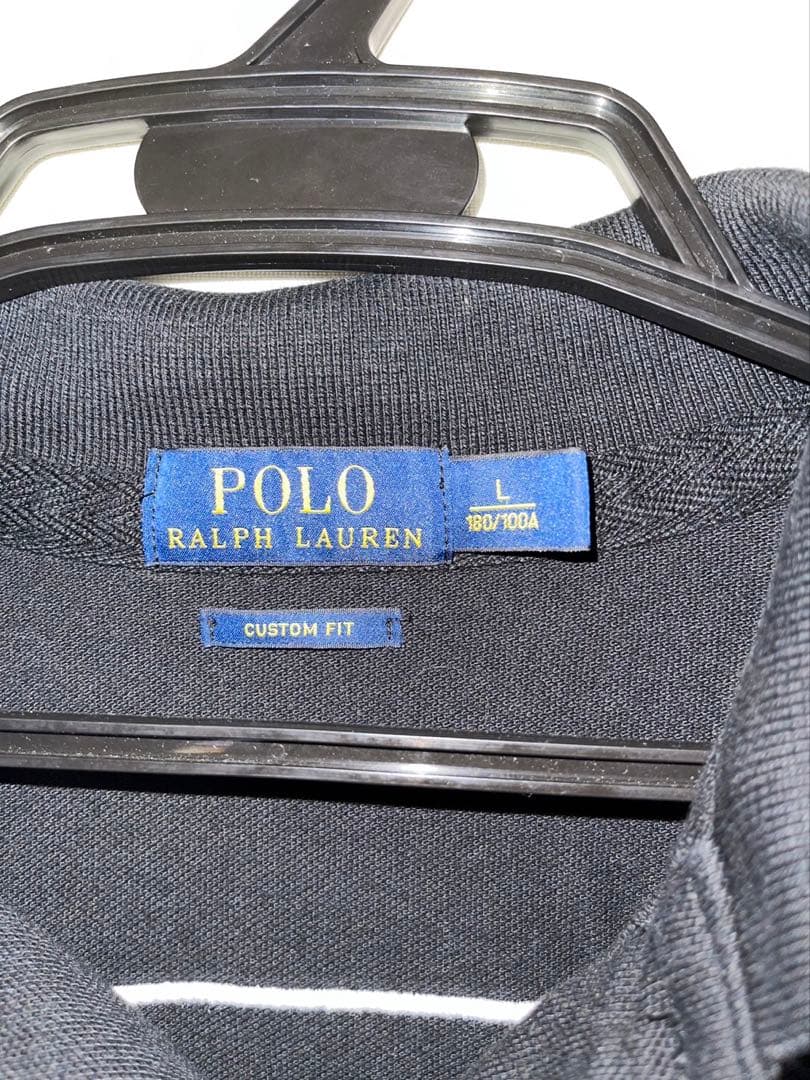 POLO
RALPH LAUREN
L
180/100A
CUSTOM FIT